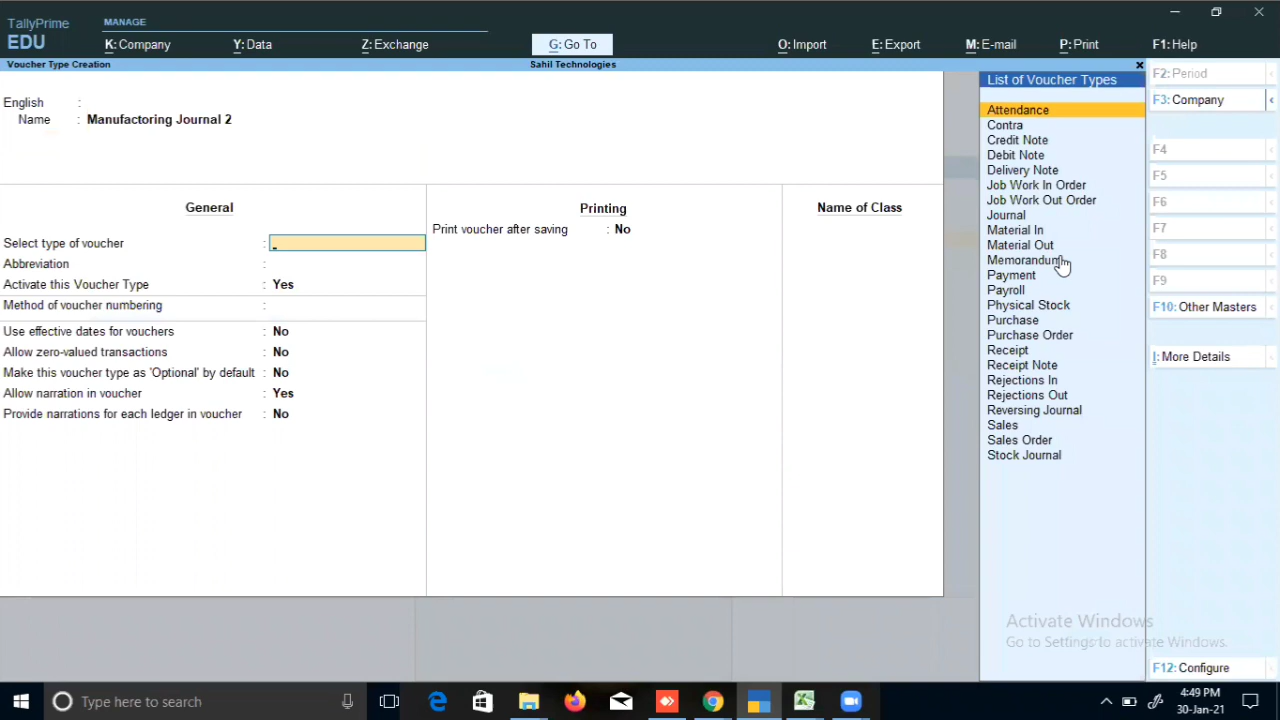 TallyPrime
EDU
MANAGE
K: Company
Y: Data
Z: Exchange
G: Go To
O: Import
E: Export
M: E-mail
P: Print
F1: Help
Voucher Type Creation
Sahil Technologies
English :
Name : Manufactoring Journal 2
General
Select type of voucher :
Abbreviation :
Activate this Voucher Type : Yes
Method of voucher numbering :
Use effective dates for vouchers : No
Allow zero-valued transactions : No
Make this voucher type as 'Optional' by default : No
Allow narration in voucher : Yes
Provide narrations for each ledger in voucher : No
Printing
Print voucher after saving : No
Name of Class
List of Voucher Types
Attendance
Contra
Credit Note
Debit Note
Delivery Note
Job Work In Order
Job Work Out Order
Journal
Material In
Material Out
Memorandum
Payment
Payroll
Physical Stock
Purchase
Purchase Order
Receipt
Receipt Note
Rejections In
Rejections Out
Reversing Journal
Sales
Sales Order
Stock Journal
F2: Period
F3: Company
F4
F5
F6
F7
F8
F9
F10: Other Masters
I: More Details
F12: Configure
Activate Windows
Go to Settings to activate Windows.
Type here to search
4:49 PM
30-Jan-21